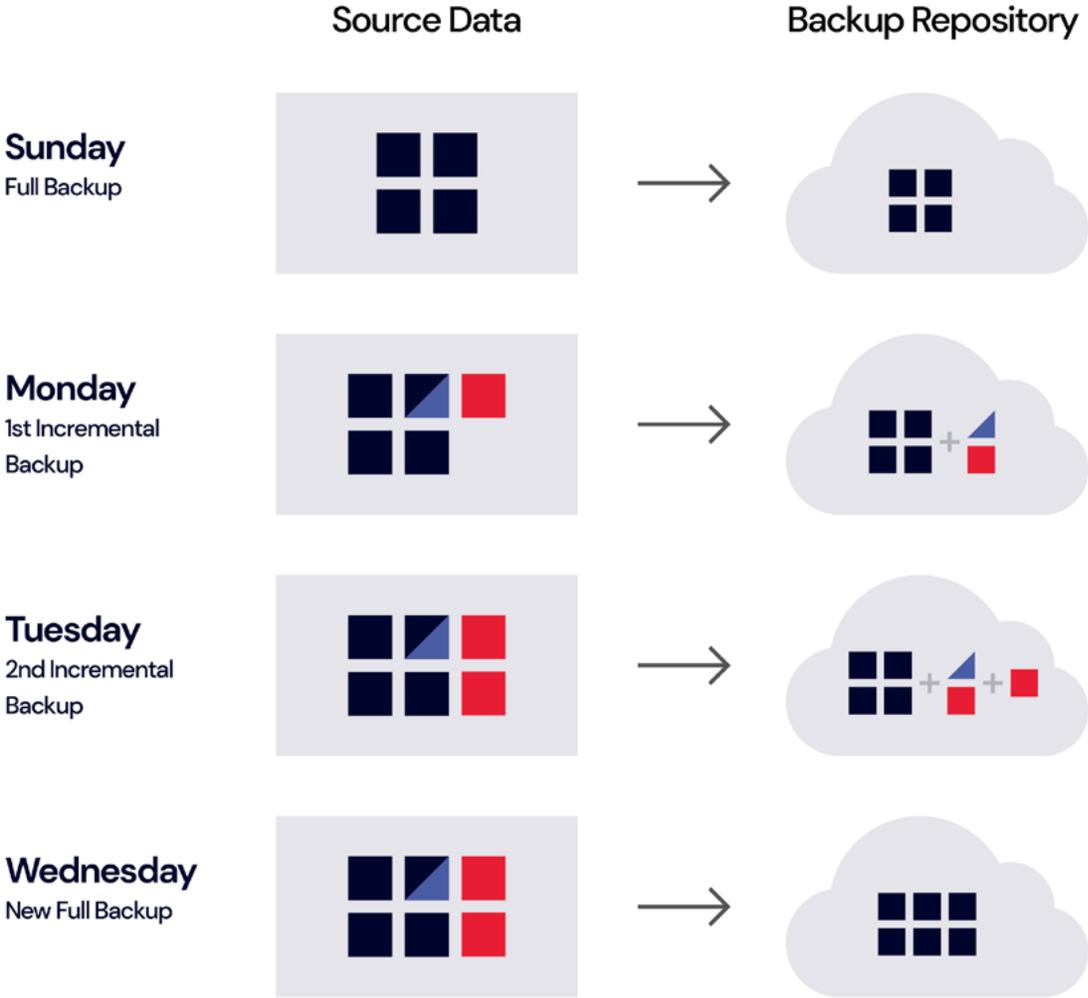 Source Data
Backup Repository
Sunday
Full Backup
Monday
1st Incremental
Backup
Tuesday
2nd Incremental
Backup
Wednesday
New Full Backup